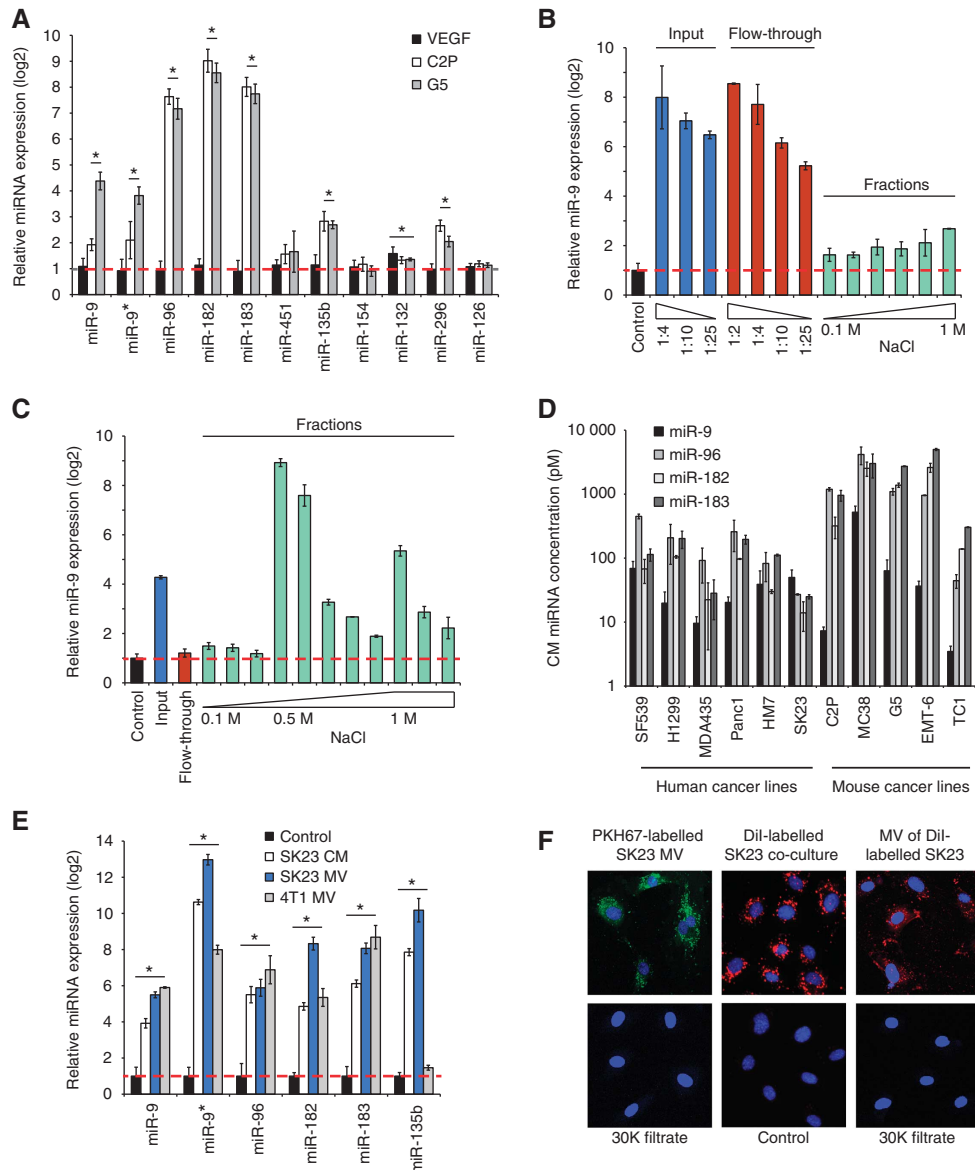 A
Relative miRNA expression (log2)
10
9
8
7
6
5
4
3
2
1
0
VEGF
C2P
G5
* * * * * * * *
miR-9
miR-9*
miR-96
miR-182
miR-183
miR-451
miR-135b
miR-154
miR-132
miR-296
miR-126
B
Relative miR-9 expression (log2)
10
8
6
4
2
0
Input
Flow-through
Fractions
Control
1:4
1:10
1:25
1:2
1:4
1:10
1:25
0.1 M
1 M
NaCl
C
Relative miR-9 expression (log2)
10
8
6
4
2
0
Fractions
Control
Input
Flow-through
0.1 M
0.5 M
1 M
NaCl
D
CM miRNA concentration (pM)
10 000
1000
100
10
1
miR-9
miR-96
miR-182
miR-183
SF539
H1299
MDA435
Panc1
HM7
SK23
C2P
MC38
G5
EMT-6
TC1
Human cancer lines
Mouse cancer lines
E
Relative miRNA expression (log2)
14
12
10
8
6
4
2
0
Control
SK23 CM
SK23 MV
4T1 MV
* * * * * *
miR-9
miR-9*
miR-96
miR-182
miR-183
miR-135b
F
PKH67-labelled
SK23 MV
DiI-labelled
SK23 co-culture
MV of DiI-
labelled SK23
30K filtrate
Control
30K filtrate